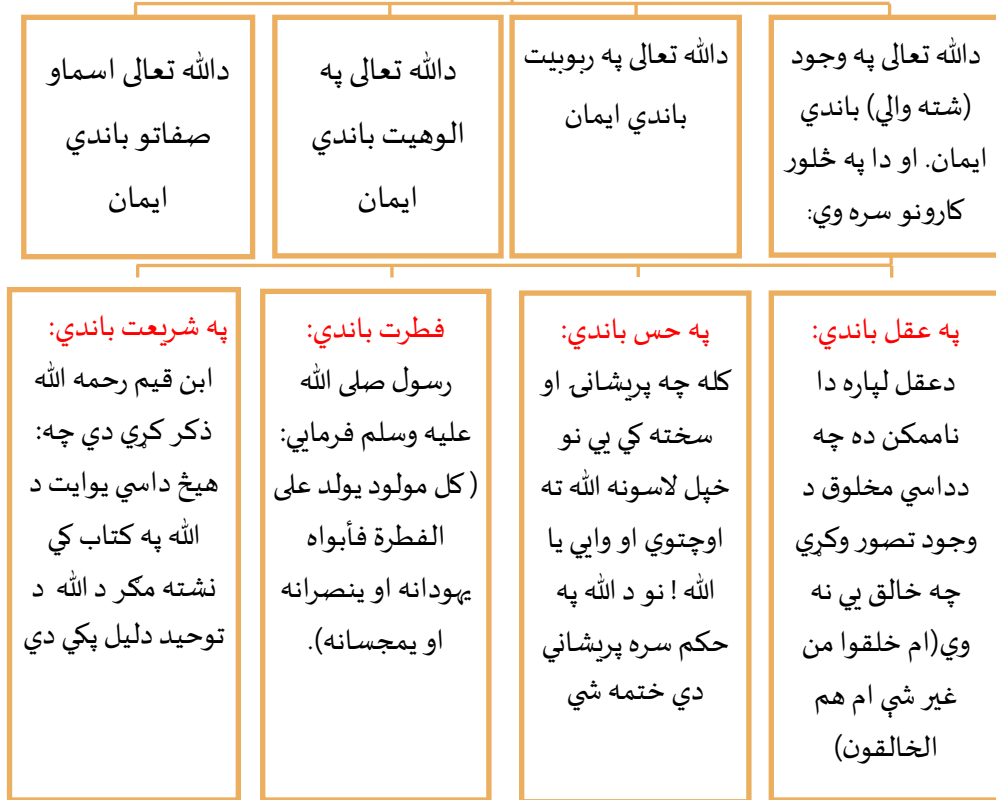 دالله تعالی په وجود
(شته والي) باندي
ایمان. او دا په څلور
کارونو سره وي:
دالله تعالی په ربوبیت
باندي ایمان
دالله تعالی په
الوهیت باندي
ایمان
دالله تعالی اسماو
صفاتو باندي
ایمان
په عقل باندي:
دعقل لپاره دا
ناممکن ده چه
دداسي مخلوق د
وجود تصور وکړي
چه خالق یي نه
وي(ام خلقوا من
غیر شې ام هم
الخالقون)
په حس باندي:
کله چه پریشانۍ او
سخته کي یي نو
خپل لاسونه الله ته
اوچتوي او وایي یا
الله ! نو د الله په
حکم سره پریشاني
دي ختمه شي
فطرت باندي:
رسول صلی الله
علیه وسلم فرمایي:
(کل مولود یولد علی
الفطرة فأبواه
یهودانه او ینصرانه
او یمجسانه).
په شریعت باندي:
ابن قیم رحمه الله
ذکر کړي دي چه:
هیڅ داسي یوایت د
الله په کتاب کي
نشته مګر د الله د
توحید دلیل پکي دي